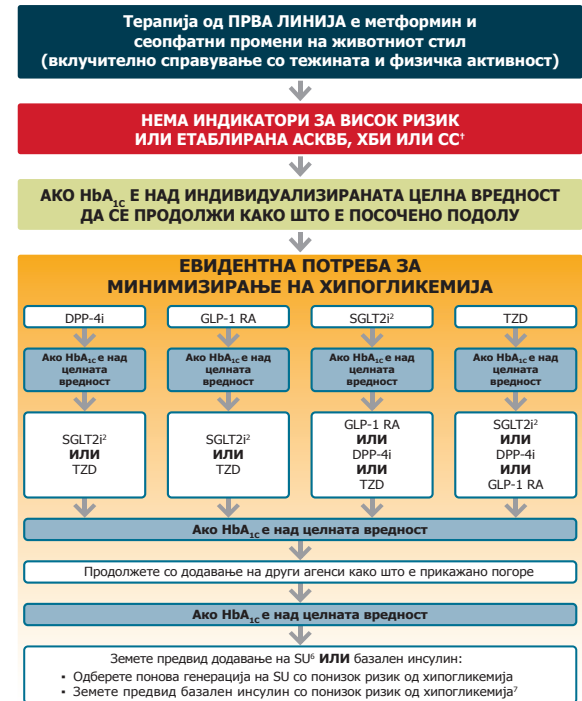 Терапија од ПРВА ЛИНИЈА е метформин и
сеопфатни промени на животниот стил
(вклучително справување со тежината и физичка активност)
НЕМА ИНДИКАТОРИ ЗА ВИСОК РИЗИК
ИЛИ ЕТАБЛИРАНА АСКВБ, ХБИ ИЛИ СС†
АКО HbA1C Е НАД ИНДИВИДУАЛИЗИРАНАТА ЦЕЛНА ВРЕДНОСТ
ДА СЕ ПРОДОЛЖИ КАКО ШТО Е ПОСОЧЕНО ПОДОЛУ
ЕВИДЕНТНА ПОТРЕБА ЗА
МИНИМИЗИРАЊЕ НА ХИПОГЛИКЕМИЈА
DPP-4i
GLP-1 RA
SGLT2i²
TZD
Ако HbA1C е над
целната
вредност
Ако HbA1C е над
целната
вредност
Ако HbA1C е над
целната
вредност
Ако HbA1C е над
целната
вредност
SGLT2i²
ИЛИ
TZD
SGLT2i²
ИЛИ
TZD
GLP-1 RA
ИЛИ
DPP-4i
ИЛИ
TZD
SGLT2i²
ИЛИ
DPP-4i
ИЛИ
GLP-1 RA
Ако HbA1C е над целната вредност
Продолжете со додавање на други агенси како што е прикажано погоре
Ако HbA1C е над целната вредност
Земете предвид додавање на SU⁶ ИЛИ базален инсулин:
• Одберете понова генерација на SU со понизок ризик од хипогликемија
• Земете предвид базален инсулин со понизок ризик од хипогликемија⁷